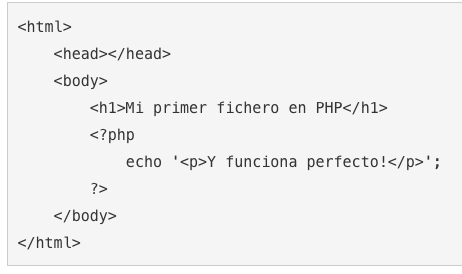 <html>
    <head></head>
    <body>
        <h1>Mi primer fichero en PHP</h1>
        <?php
            echo '<p>Y funciona perfecto!</p>';
        ?>
    </body>
</html>